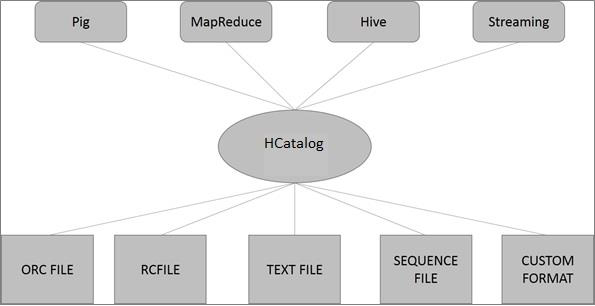 Pig
MapReduce
Hive
Streaming
HCatalog
ORC FILE
RCFILE
TEXT FILE
SEQUENCE
FILE
CUSTOM
FORMAT